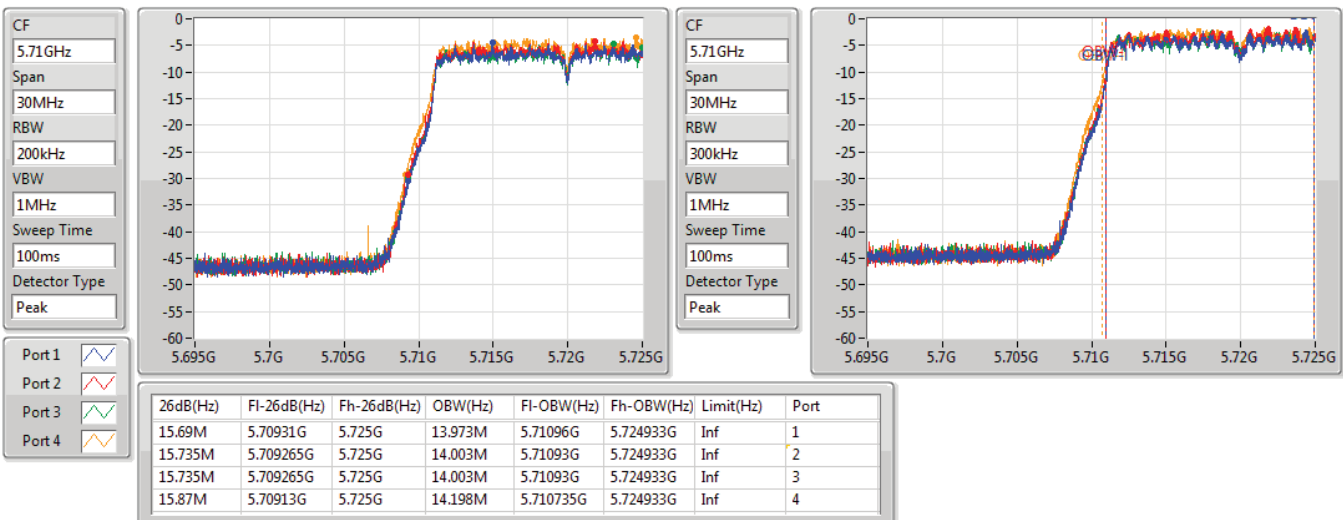 CF
5.71GHz
Span
30MHz
RBW
200kHz
VBW
1MHz
Sweep Time
100ms
Detector Type
Peak
0
-5
-10
-15
-20
-25
-30
-35
-40
-45
-50
-55
-60
5.695G 5.7G 5.705G 5.71G 5.715G 5.72G 5.725G
CF
5.71GHz
Span
30MHz
RBW
300kHz
VBW
1MHz
Sweep Time
100ms
Detector Type
Peak
0
-5
-10
-15
-20
-25
-30
-35
-40
-45
-50
-55
-60
5.695G 5.7G 5.705G 5.71G 5.715G 5.72G 5.725G
Port 1
Port 2
Port 3
Port 4
26dB(Hz) Fl-26dB(Hz) Fh-26dB(Hz) OBW(Hz) Fl-OBW(Hz) Fh-OBW(Hz) Limit(Hz) Port
15.69M 5.70931G 5.725G 13.973M 5.71096G 5.724933G Inf 1
15.735M 5.709265G 5.725G 14.003M 5.71093G 5.724933G Inf 2
15.735M 5.709265G 5.725G 14.003M 5.71093G 5.724933G Inf 3
15.87M 5.70913G 5.725G 14.198M 5.710735G 5.724933G Inf 4